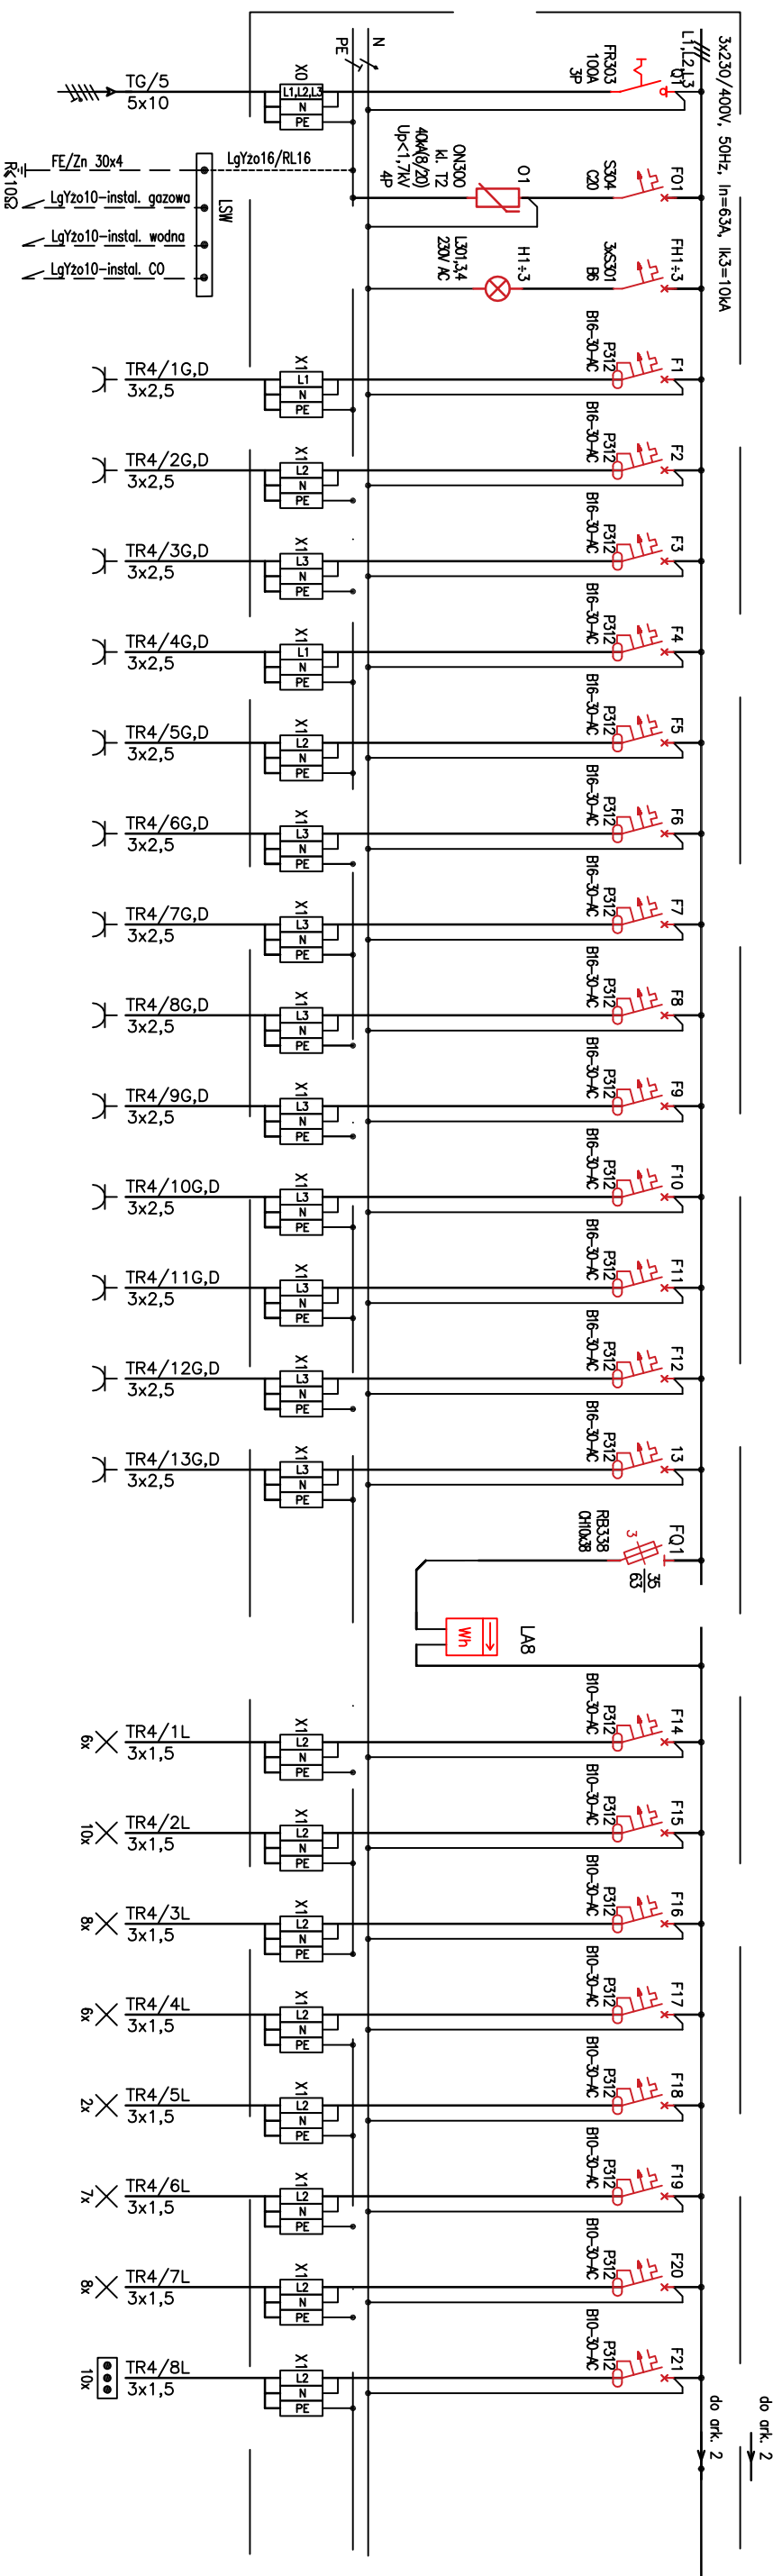 3x230/400V, 50Hz, In=63A, Ik3=10kA
L1,L2,L3
N
PE
Q1
FR303
100A
3P
X0
L1,L2,L3
N
PE
TG/5
5x10
F01
S304
C20
O1
ON300
kl. T2
40kA(8/20)
Up<1,7kV
4P
LgYżo16/RL16
LSW
FE/Zn 30x4
R≤10Ω
LgYżo10-instal. gazowa
LgYżo10-instal. wodna
LgYżo10-instal. CO
FH1÷3
3xS301
B6
H1÷3
L301,3,4
230V AC
F1
P312
B16-30-AC
X1
L1
N
PE
TR4/1G,D
3x2,5
F2
P312
B16-30-AC
X1
L2
N
PE
TR4/2G,D
3x2,5
F3
P312
B16-30-AC
X1
L3
N
PE
TR4/3G,D
3x2,5
F4
P312
B16-30-AC
X1
L1
N
PE
TR4/4G,D
3x2,5
F5
P312
B16-30-AC
X1
L2
N
PE
TR4/5G,D
3x2,5
F6
P312
B16-30-AC
X1
L3
N
PE
TR4/6G,D
3x2,5
F7
P312
B16-30-AC
X1
L3
N
PE
TR4/7G,D
3x2,5
F8
P312
B16-30-AC
X1
L3
N
PE
TR4/8G,D
3x2,5
F9
P312
B16-30-AC
X1
L3
N
PE
TR4/9G,D
3x2,5
F10
P312
B16-30-AC
X1
L3
N
PE
TR4/10G,D
3x2,5
F11
P312
B16-30-AC
X1
L3
N
PE
TR4/11G,D
3x2,5
F12
P312
B16-30-AC
X1
L3
N
PE
TR4/12G,D
3x2,5
13
P312
B16-30-AC
X1
L3
N
PE
TR4/13G,D
3x2,5
FQ1
3
35
63
RB338
CH10x38
LA8
Wh
F14
P312
B10-30-AC
X1
L2
N
PE
TR4/1L
3x1,5
6x
F15
P312
B10-30-AC
X1
L2
N
PE
TR4/2L
3x1,5
10x
F16
P312
B10-30-AC
X1
L2
N
PE
TR4/3L
3x1,5
8x
F17
P312
B10-30-AC
X1
L2
N
PE
TR4/4L
3x1,5
6x
F18
P312
B10-30-AC
X1
L2
N
PE
TR4/5L
3x1,5
2x
F19
P312
B10-30-AC
X1
L2
N
PE
TR4/6L
3x1,5
7x
F20
P312
B10-30-AC
X1
L2
N
PE
TR4/7L
3x1,5
8x
F21
P312
B10-30-AC
X1
L2
N
PE
TR4/8L
3x1,5
10x
do ark. 2
do ark. 2